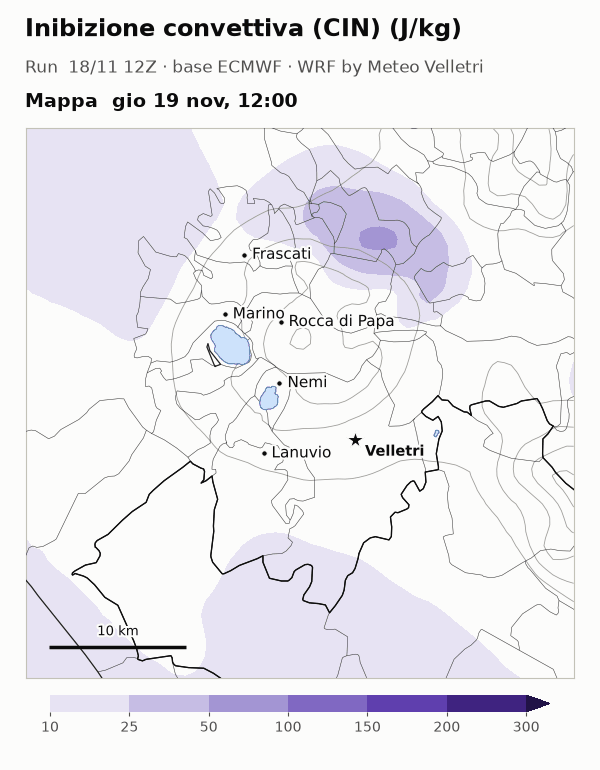 Inibizione convettiva (CIN) (J/kg)
Run  18/11 12Z · base ECMWF · WRF by Meteo Velletri
Mappa  gio 19 nov, 12:00
Frascati
Marino
Rocca di Papa
Nemi
Lanuvio
Velletri
10 km
10 25 50 100 150 200 300